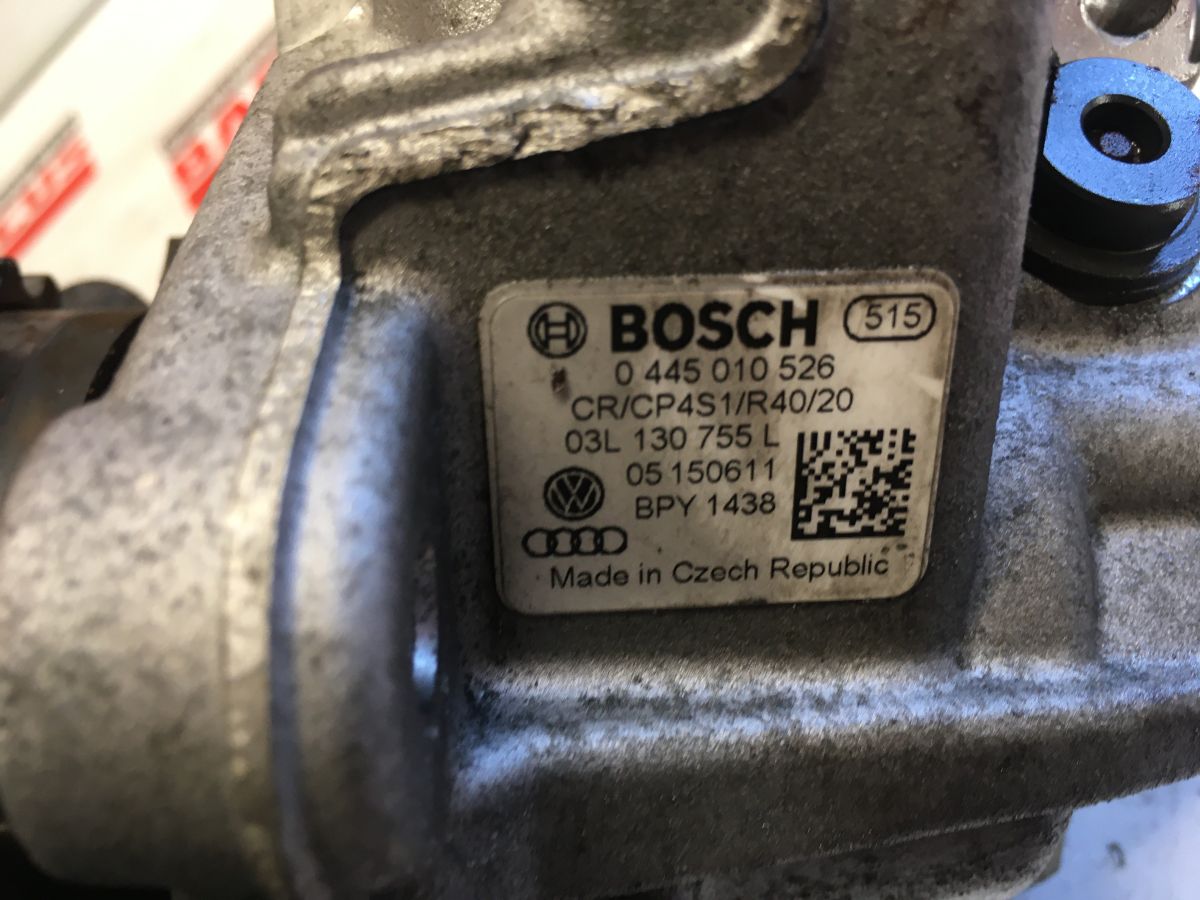 BOSCH 515
0 445 010 526
CR/CP4S1/R40/20
03L 130 755 L
05 150611
BPY 1438
Made in Czech Republic